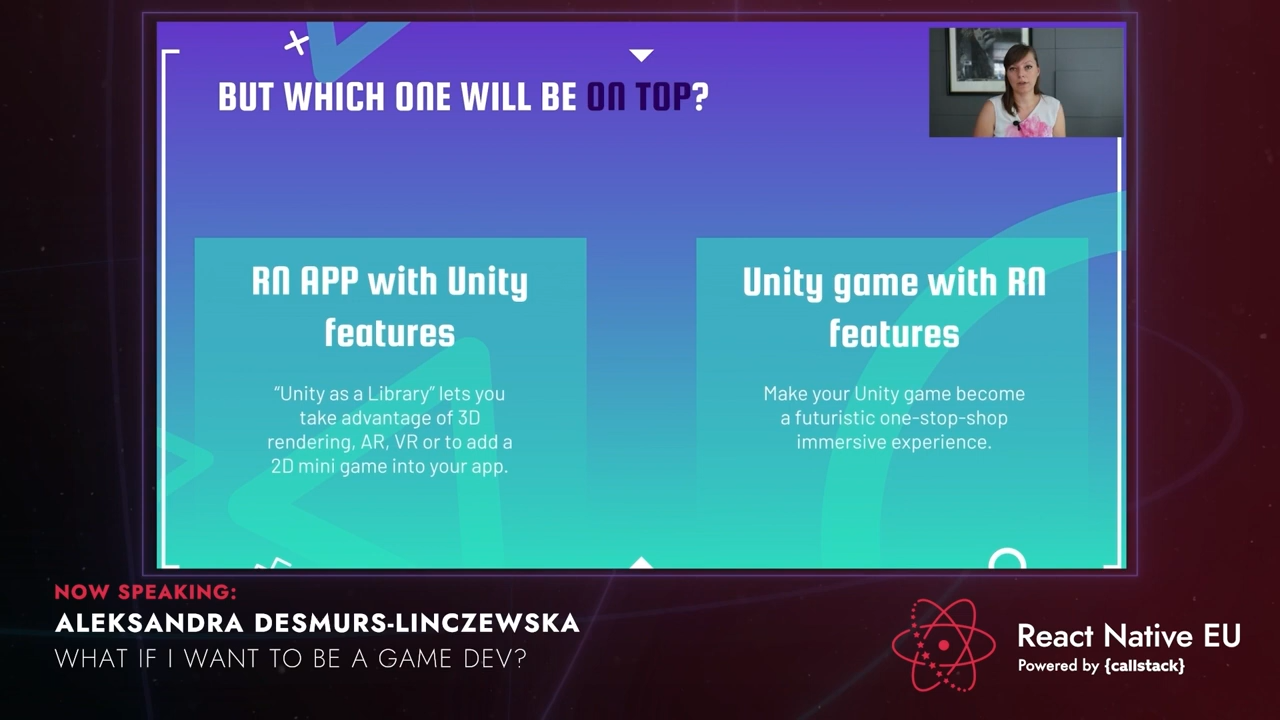 BUT WHICH ONE WILL BE ON TOP?
RN APP with Unity
features
“Unity as a Library” lets you
take advantage of 3D
rendering, AR, VR or to add a
2D mini game into your app.
Unity game with RN
features
Make your Unity game become
a futuristic one-stop-shop
immersive experience.
NOW SPEAKING:
ALEKSANDRA DESMURS-LINCZEWSKA
WHAT IF I WANT TO BE A GAME DEV?
React Native EU
Powered by {callstack}